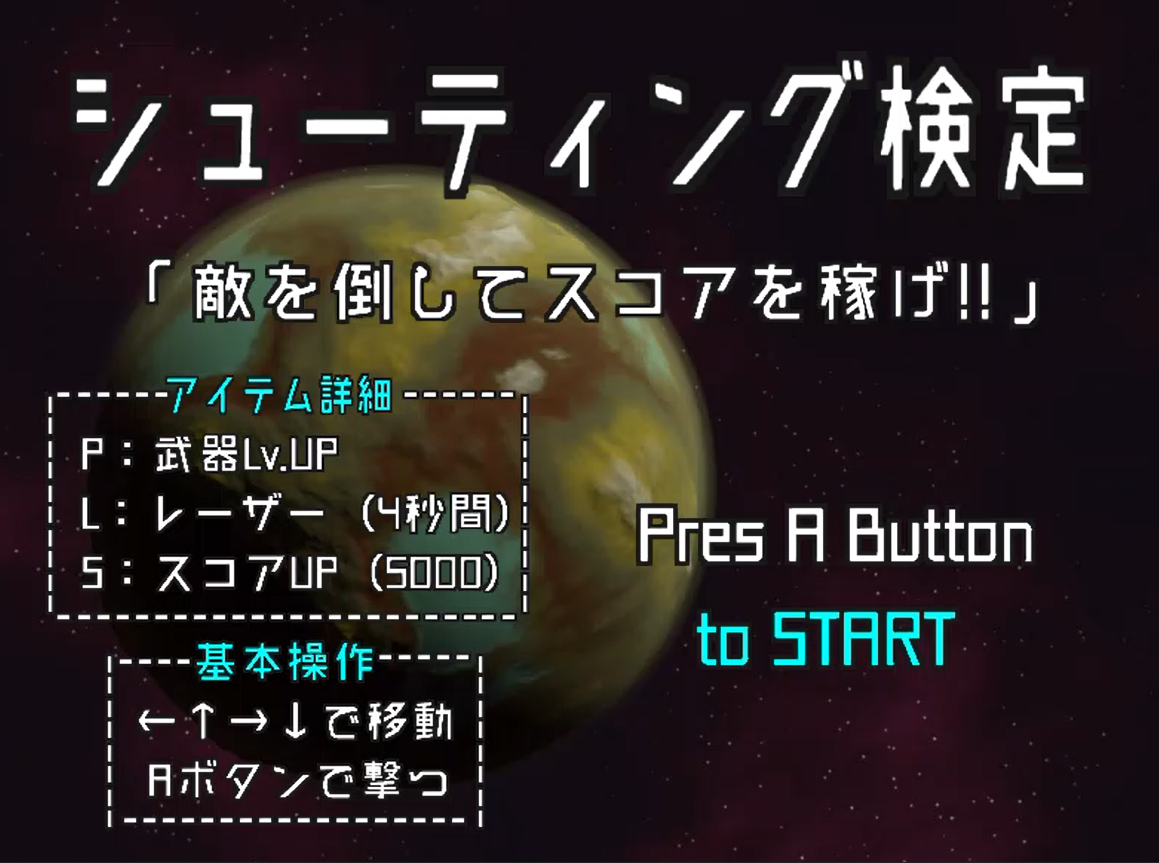 シューティング検定
「敵を倒してスコアを稼げ!!」
アイテム詳細
P：武器Lv.UP
L：レーザー (4秒間)
S：スコアUP (5000)
Pres A Button
to START
基本操作
←↑→↓で移動
Aボタンで撃つ